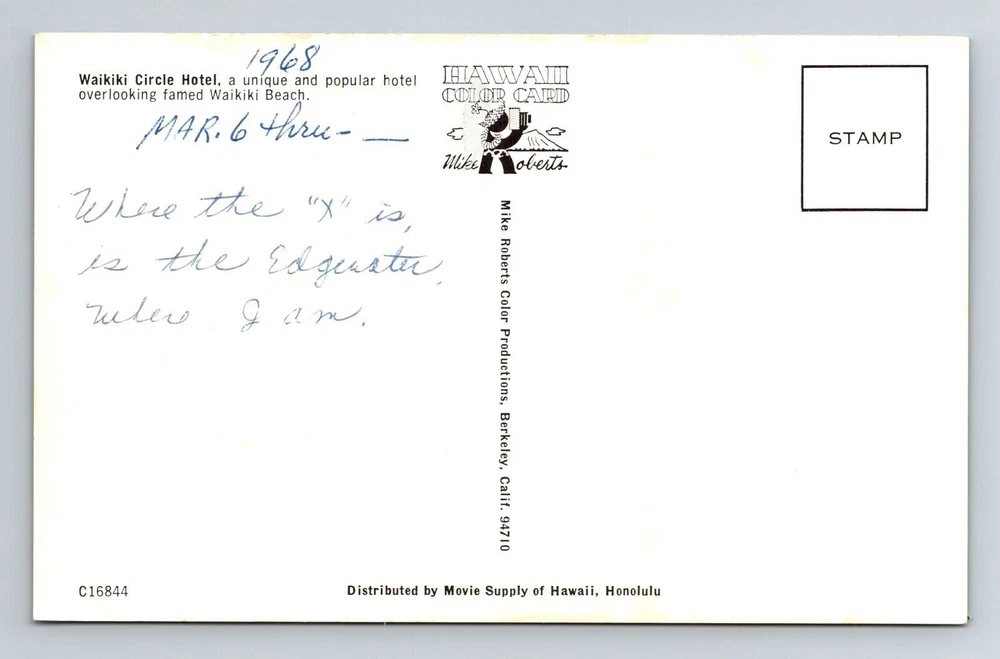 1968
Waikiki Circle Hotel, a unique and popular hotel
overlooking famed Waikiki Beach.
MAR. 6 thru- —
Where the "X" is,
is the Edgewater,
where I am.
HAWAII
COLOR CARD
Mike Roberts
Mike Roberts Color Productions, Berkeley, Calif. 94710
STAMP
C16844
Distributed by Movie Supply of Hawaii, Honolulu